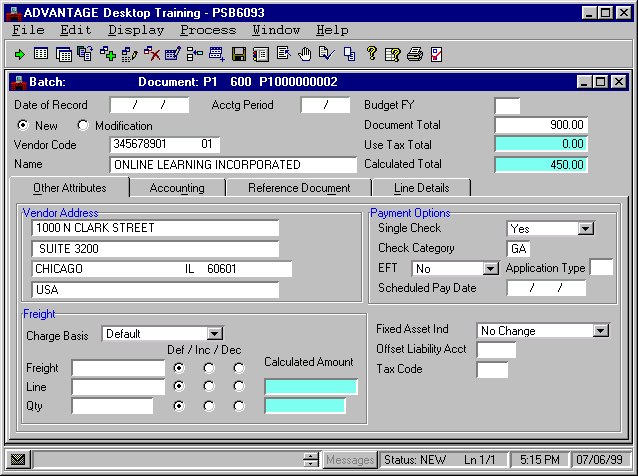 ADVANTAGE Desktop Training - PSB6093
File Edit Display Process Window Help
Batch: Document: P1 600 P1000000002
Date of Record / / Acctg Period / Budget FY
New Modification Document Total 900.00
Vendor Code 345678901 01 Use Tax Total 0.00
Name ONLINE LEARNING INCORPORATED Calculated Total 450.00
Other Attributes Accounting Reference Document Line Details
Vendor Address
1000 N CLARK STREET
SUITE 3200
CHICAGO IL 60601
USA
Payment Options
Single Check Yes
Check Category GA
EFT No Application Type
Scheduled Pay Date / /
Freight
Charge Basis Default
Def / Inc / Dec Calculated Amount
Freight
Line
Qty
Fixed Asset Ind No Change
Offset Liability Acct
Tax Code
Messages Status: NEW Ln 1/1 5:15 PM 07/06/99